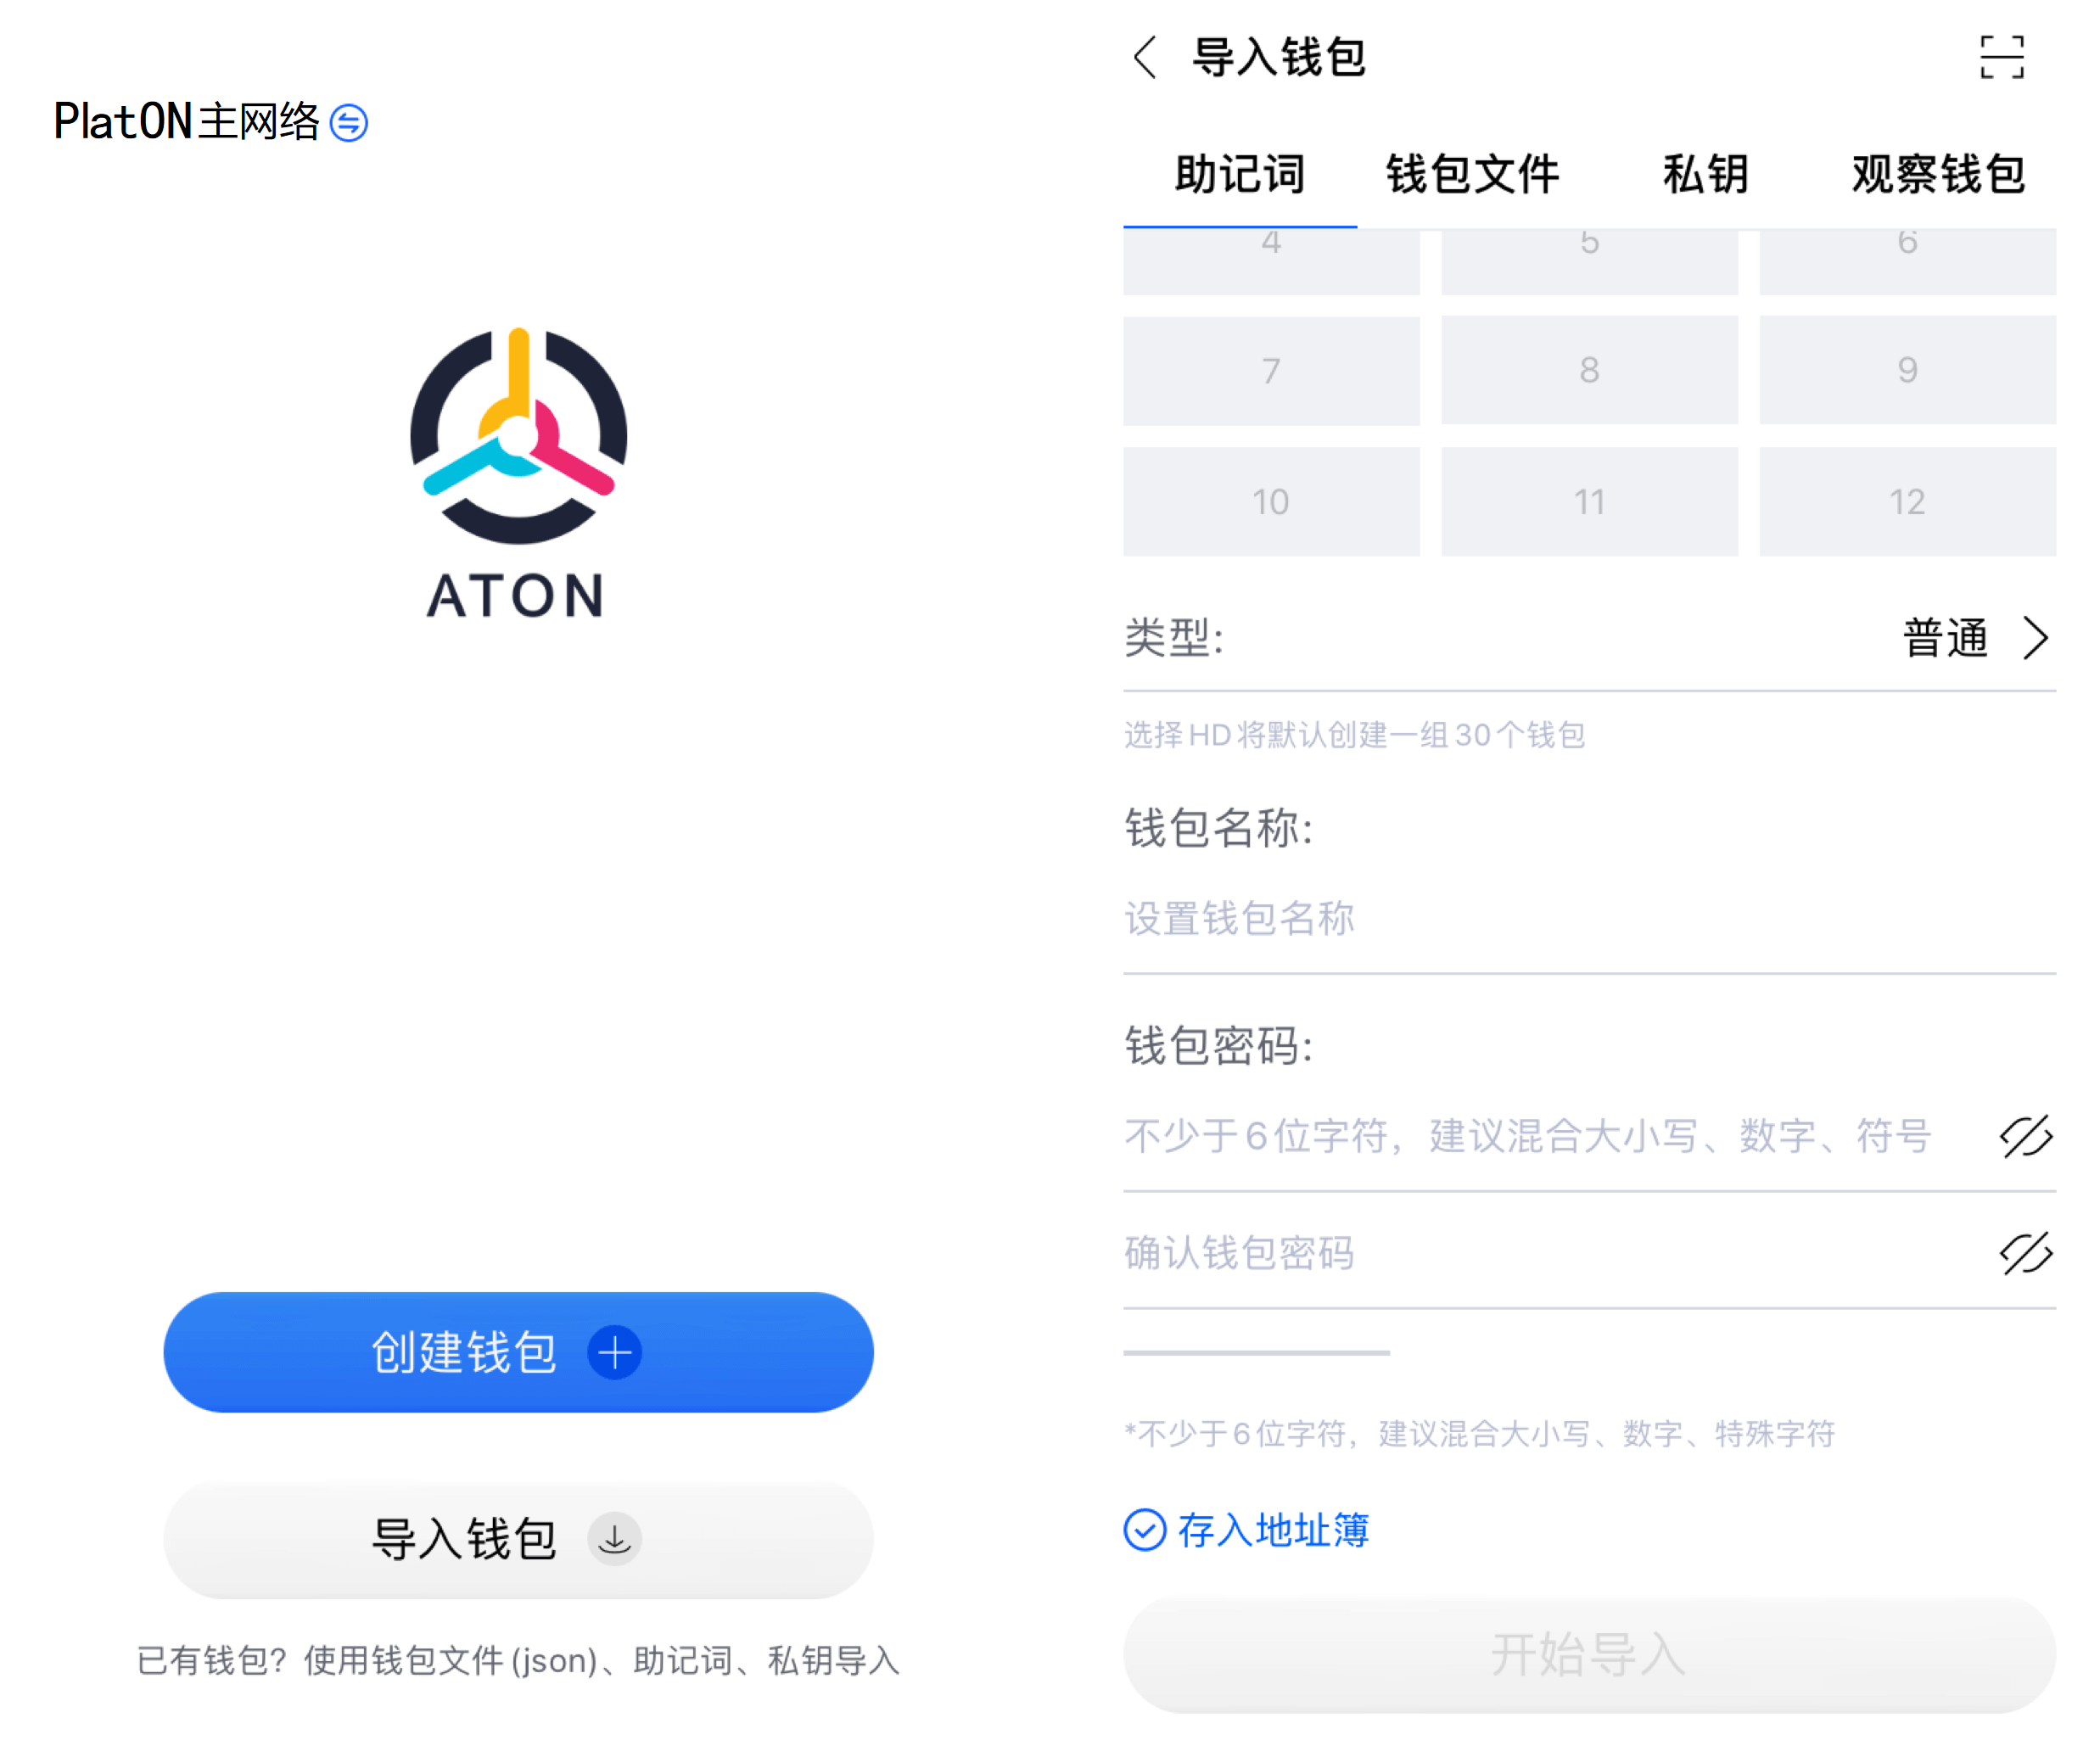 PlatON主网络
ATON
创建钱包
导入钱包
已有钱包？使用钱包文件(json)、助记词、私钥导入
导入钱包
助记词 钱包文件 私钥 观察钱包
4 5 6
7 8 9
10 11 12
类型: 普通
选择HD将默认创建一组30个钱包
钱包名称:
设置钱包名称
钱包密码:
不少于6位字符，建议混合大小写、数字、符号
确认钱包密码
*不少于6位字符，建议混合大小写、数字、特殊字符
存入地址簿
开始导入